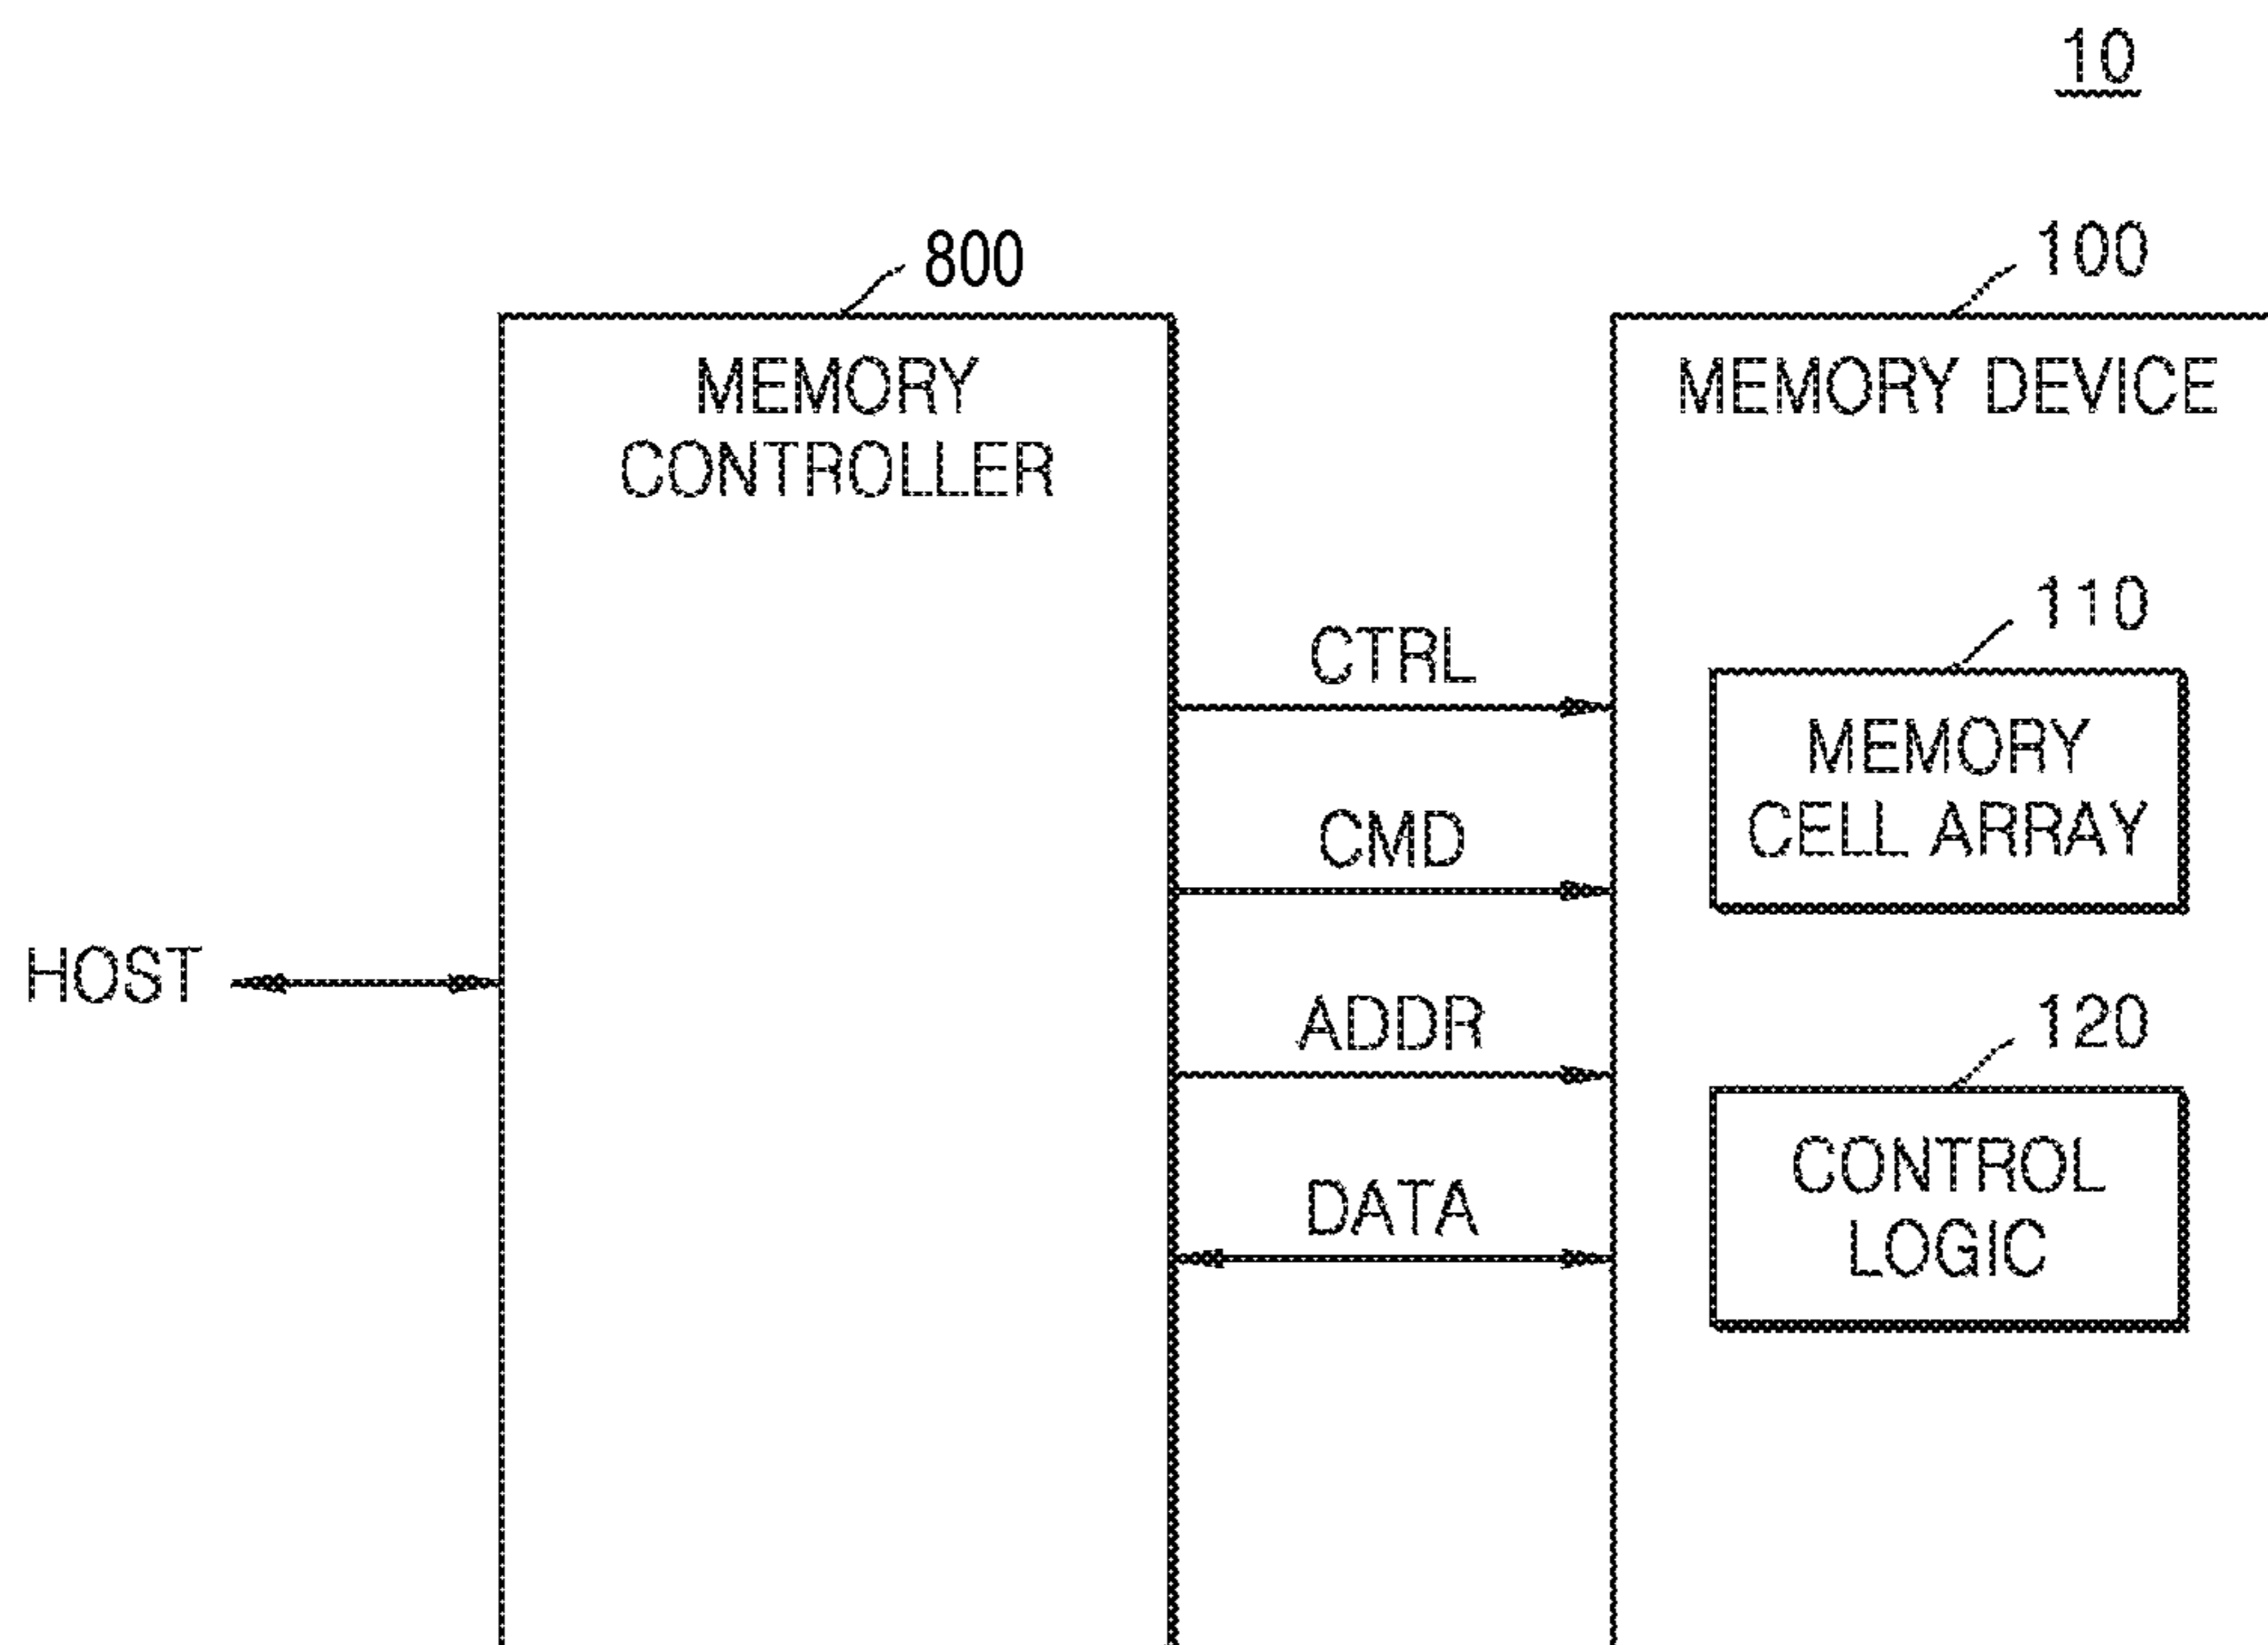 10
800
100
MEMORY
CONTROLLER
MEMORY DEVICE
110
CTRL
MEMORY
CELL ARRAY
CMD
HOST
ADDR
120
DATA
CONTROL
LOGIC